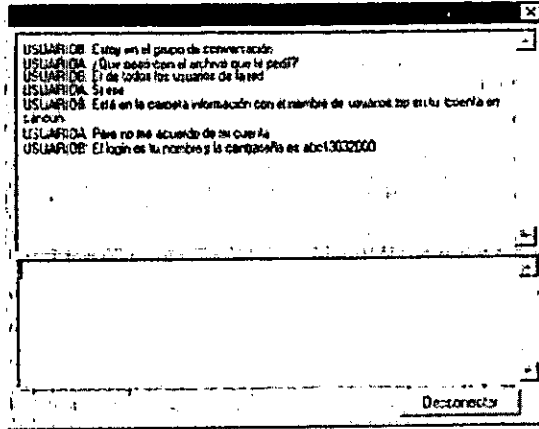 USUARIOB: Estoy en el grupo de conversación
USUARIOA: ¿Que pasó con el archivo que te pedí?
USUARIOB: El de todos los usuarios de la red
USUARIOA: Si ese
USUARIOB: Está en la carpeta información con el nombre de usuarios.zip en tu cuenta en
cancun.
USUARIOA: Pero no me acuerdo de mi cuenta
USUARIOB: El login es tu nombre y la contraseña es abc13032000
Desconectar